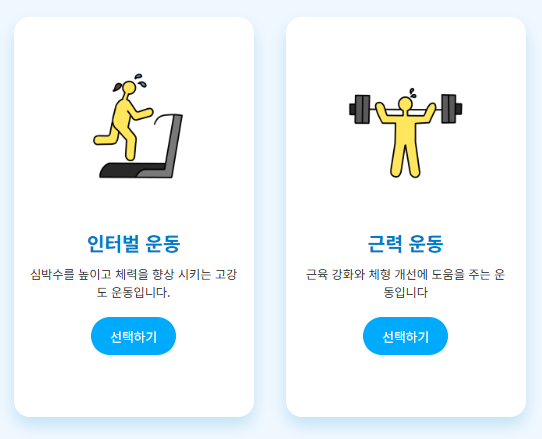 인터벌 운동
심박수를 높이고 체력을 향상 시키는 고강
도 운동입니다.
선택하기
근력 운동
근육 강화와 체형 개선에 도움을 주는 운
동입니다
선택하기